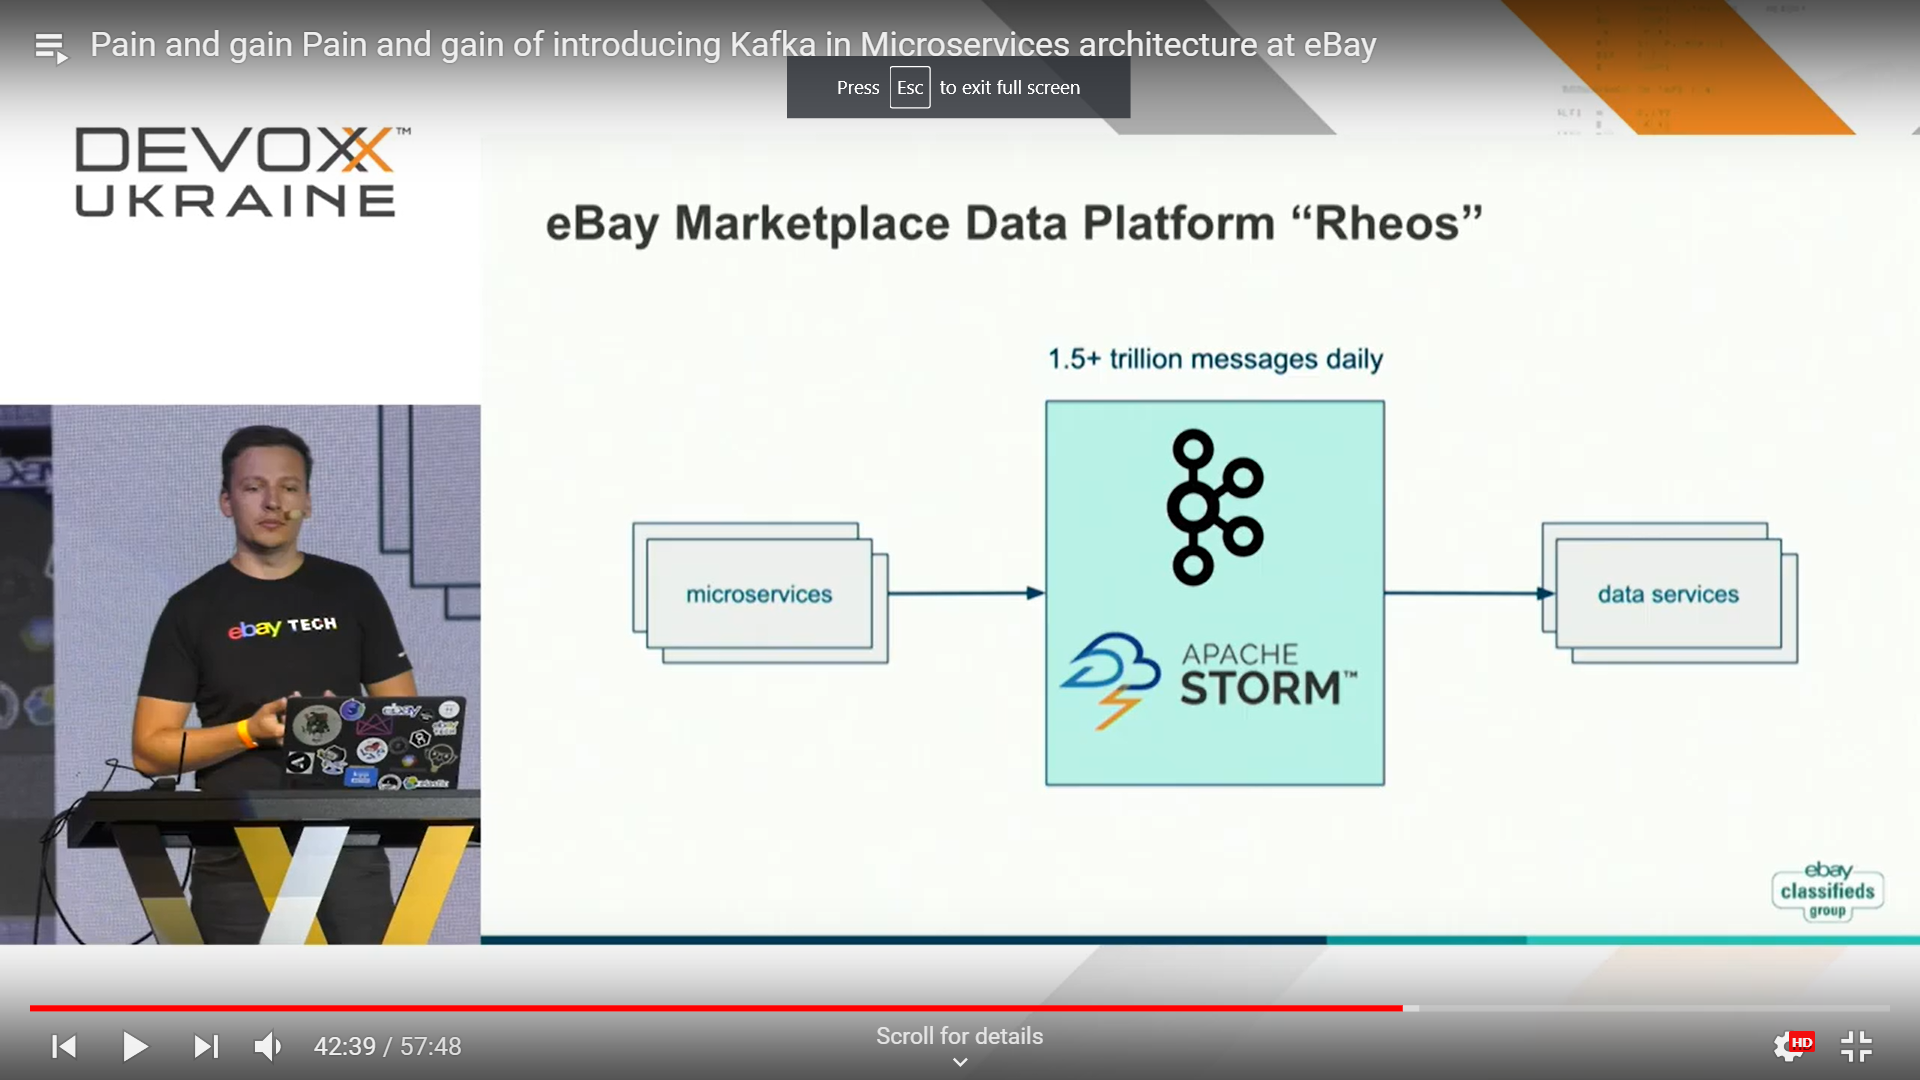 Pain and gain Pain and gain of introducing Kafka in Microservices architecture at eBay
Press Esc to exit full screen
DEVOXX™
UKRAINE
eBay Marketplace Data Platform “Rheos”
1.5+ trillion messages daily
microservices
APACHE
STORM™
data services
ebay TECH
ebay
elastic
ebay
classifieds
group
42:39 / 57:48
Scroll for details
HD